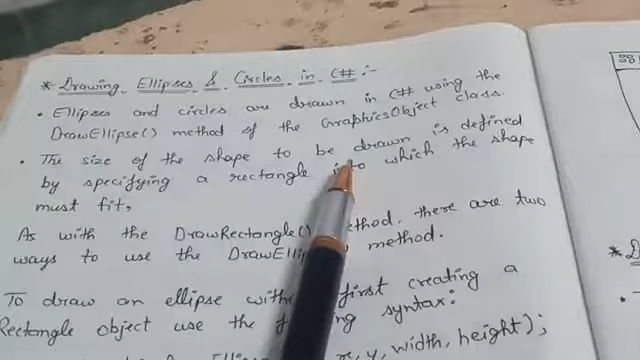 * Drawing Ellipses & Circles in C# :-
• Ellipses and circles are drawn in C# using the
DrawEllipse() method of the GraphicsObject class.
• The size of the shape to be drawn is defined
by specifying a rectangle into which the shape
must fit,
As with the DrawRectangle() method, there are two
ways to use the DrawEllipse method.
To draw an ellipse first creating a
Rectangle object use the syntax:
x, y, width, height);